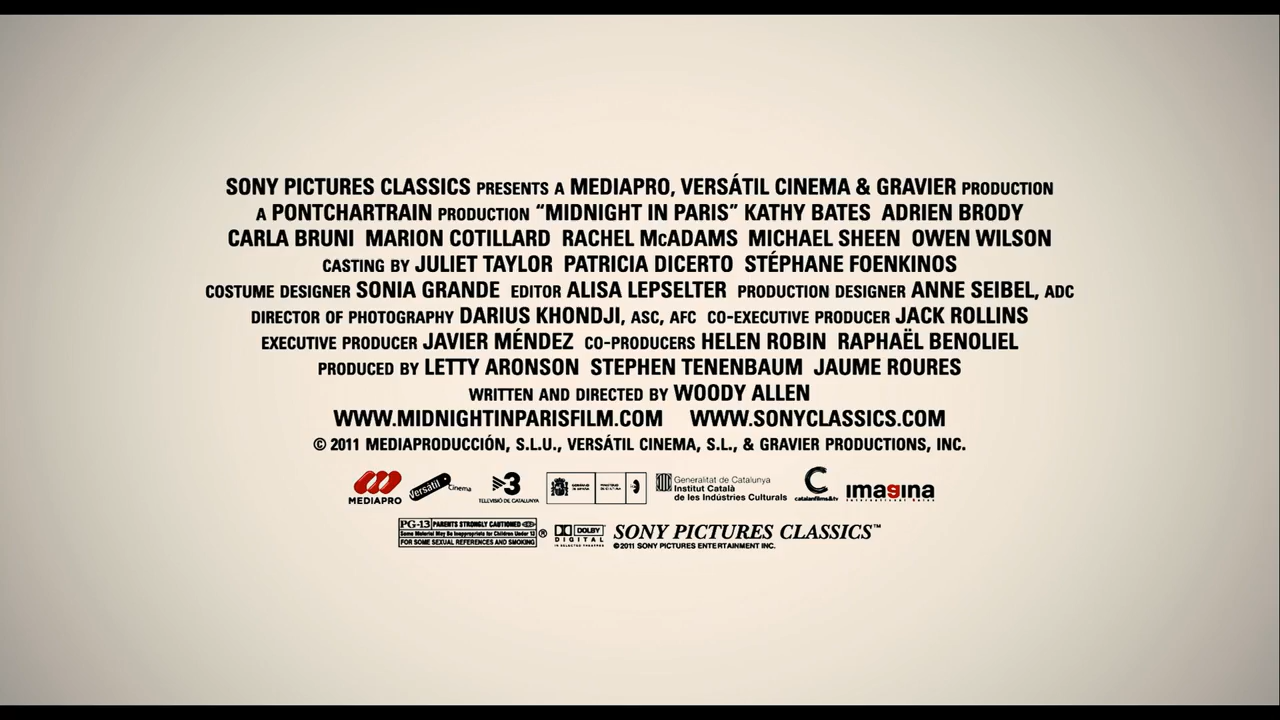 SONY PICTURES CLASSICS PRESENTS A MEDIAPRO, VERSÁTIL CINEMA & GRAVIER PRODUCTION
A PONTCHARTRAIN PRODUCTION “MIDNIGHT IN PARIS” KATHY BATES ADRIEN BRODY
CARLA BRUNI MARION COTILLARD RACHEL McADAMS MICHAEL SHEEN OWEN WILSON
CASTING BY JULIET TAYLOR PATRICIA DICERTO STÉPHANE FOENKINOS
COSTUME DESIGNER SONIA GRANDE EDITOR ALISA LEPSELTER PRODUCTION DESIGNER ANNE SEIBEL, ADC
DIRECTOR OF PHOTOGRAPHY DARIUS KHONDJI, ASC, AFC CO-EXECUTIVE PRODUCER JACK ROLLINS
EXECUTIVE PRODUCER JAVIER MÉNDEZ CO-PRODUCERS HELEN ROBIN RAPHAËL BENOLIEL
PRODUCED BY LETTY ARONSON STEPHEN TENENBAUM JAUME ROURES
WRITTEN AND DIRECTED BY WOODY ALLEN
WWW.MIDNIGHTINPARISFILM.COM WWW.SONYCLASSICS.COM
© 2011 MEDIAPRODUCCIÓN, S.L.U., VERSÁTIL CINEMA, S.L., & GRAVIER PRODUCTIONS, INC.
MEDIAPRO
Versátil Cinema
3
TELEVISIÓ DE CATALUNYA
Generalitat de Catalunya
Institut Català
de les Indústries Culturals
C
catalanfilms&tv
imagina
International Sales
PG-13 PARENTS STRONGLY CAUTIONED
Some Material May Be Inappropriate for Children Under 13
FOR SOME SEXUAL REFERENCES AND SMOKING
®
DOLBY
DIGITAL
IN SELECTED THEATRES
SONY PICTURES CLASSICS™
©2011 SONY PICTURES ENTERTAINMENT INC.